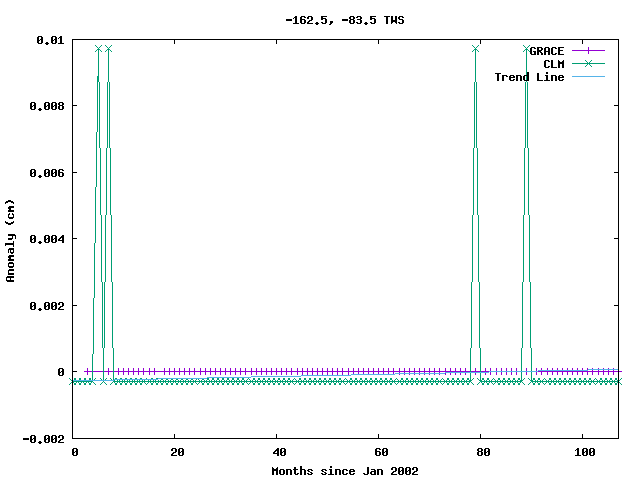 -162.5, -83.5 TWS
0.01
0.008
0.006
0.004
0.002
0
-0.002
Anomaly (cm)
GRACE
CLM
Trend Line
0 20 40 60 80 100
Months since Jan 2002